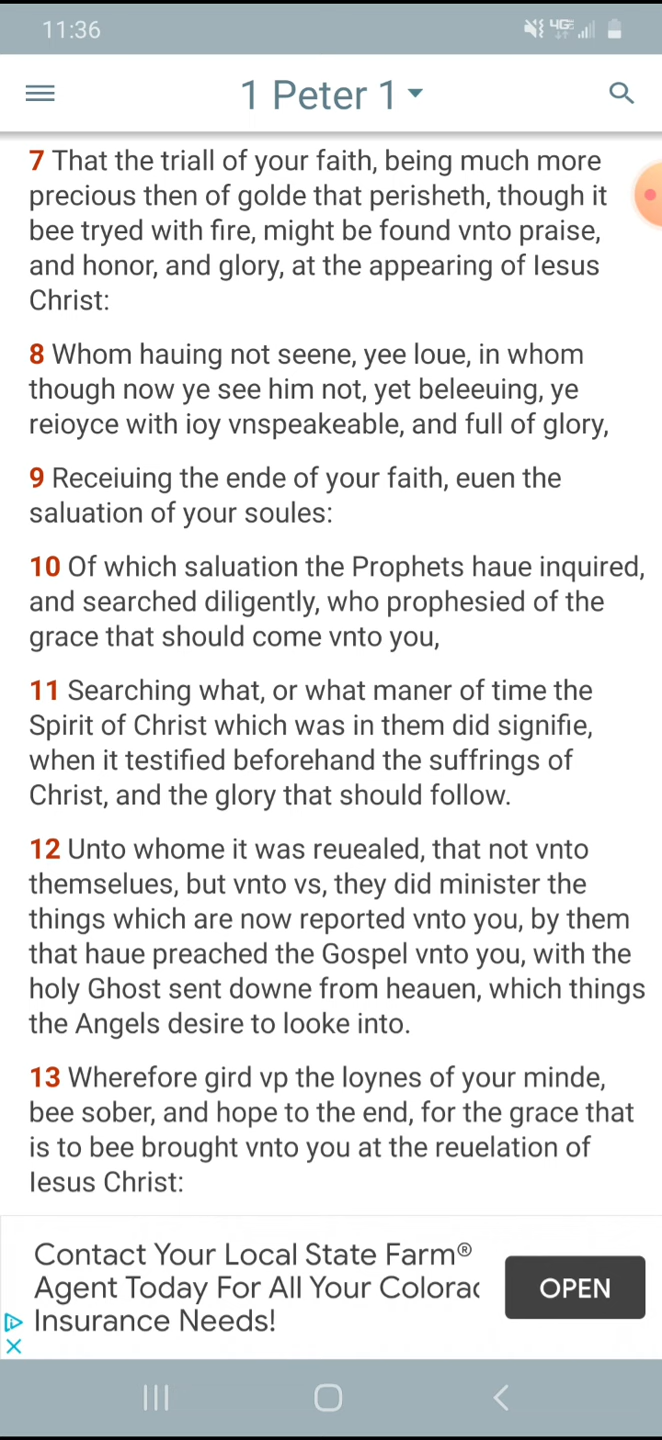 11:36
4GE
1 Peter 1
7 That the triall of your faith, being much more
precious then of golde that perisheth, though it
bee tryed with fire, might be found vnto praise,
and honor, and glory, at the appearing of Iesus
Christ:
8 Whom hauing not seene, yee loue, in whom
though now ye see him not, yet beleeuing, ye
reioyce with ioy vnspeakeable, and full of glory,
9 Receiuing the ende of your faith, euen the
saluation of your soules:
10 Of which saluation the Prophets haue inquired,
and searched diligently, who prophesied of the
grace that should come vnto you,
11 Searching what, or what maner of time the
Spirit of Christ which was in them did signifie,
when it testified beforehand the suffrings of
Christ, and the glory that should follow.
12 Unto whome it was reuealed, that not vnto
themselues, but vnto vs, they did minister the
things which are now reported vnto you, by them
that haue preached the Gospel vnto you, with the
holy Ghost sent downe from heauen, which things
the Angels desire to looke into.
13 Wherefore gird vp the loynes of your minde,
bee sober, and hope to the end, for the grace that
is to bee brought vnto you at the reuelation of
Iesus Christ:
Contact Your Local State Farm®
Agent Today For All Your Colorac
Insurance Needs!
OPEN